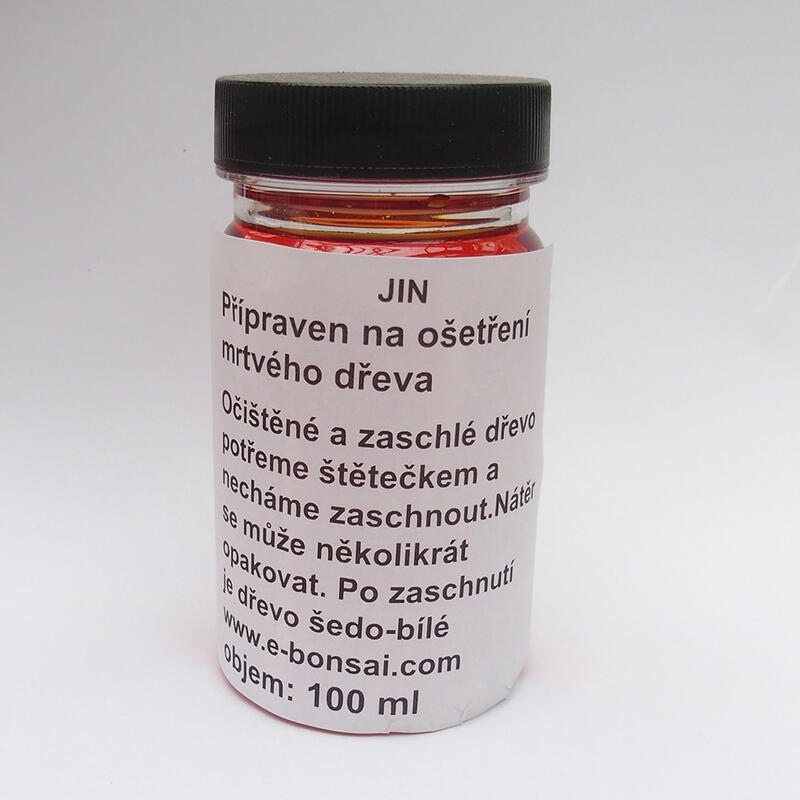 JIN
Přípraven na ošetření
mrtvého dřeva
Očištěné a zaschlé dřevo
potřeme štětečkem a
necháme zaschnout.Nátěr
se může několikrát
opakovat. Po zaschnutí
je dřevo šedo-bílé
www.e-bonsai.com
objem: 100 ml